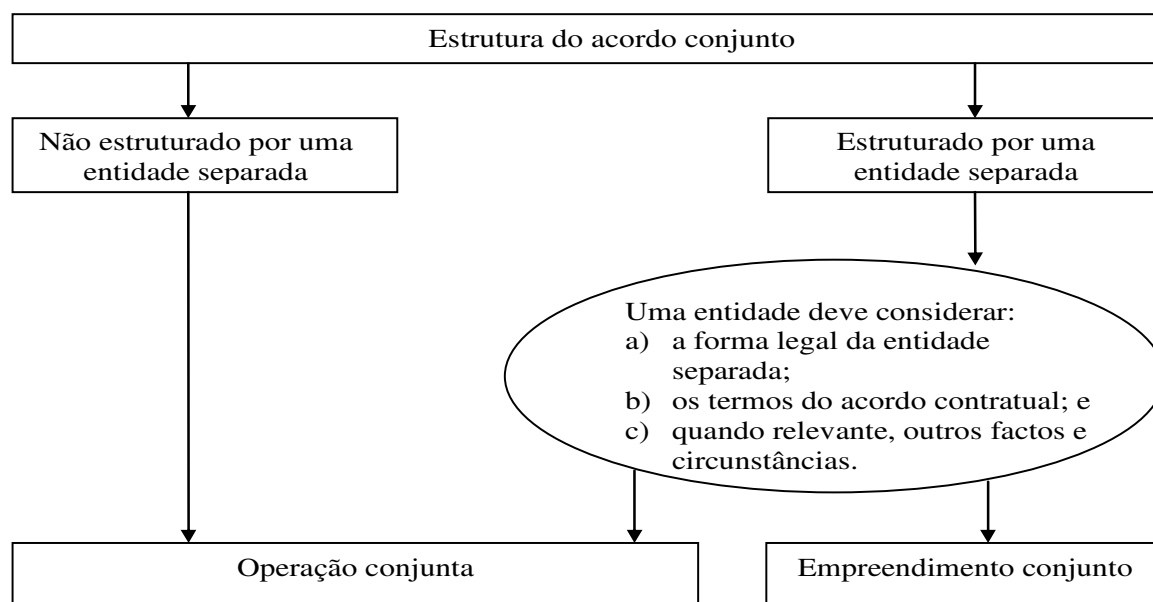 Estrutura do acordo conjunto
Não estruturado por uma
entidade separada
Estruturado por uma
entidade separada
Uma entidade deve considerar:
a) a forma legal da entidade
separada;
b) os termos do acordo contratual; e
c) quando relevante, outros factos e
circunstâncias.
Operação conjunta
Empreendimento conjunto